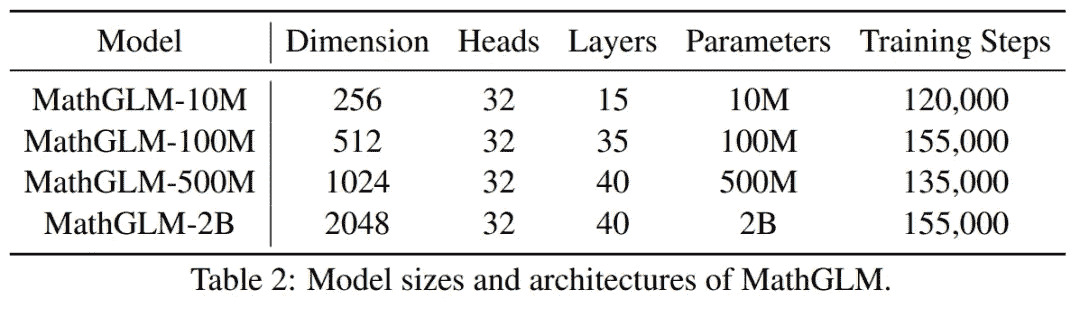 Model Dimension Heads Layers Parameters Training Steps
MathGLM-10M 256 32 15 10M 120,000
MathGLM-100M 512 32 35 100M 155,000
MathGLM-500M 1024 32 40 500M 135,000
MathGLM-2B 2048 32 40 2B 155,000
Table 2: Model sizes and architectures of MathGLM.